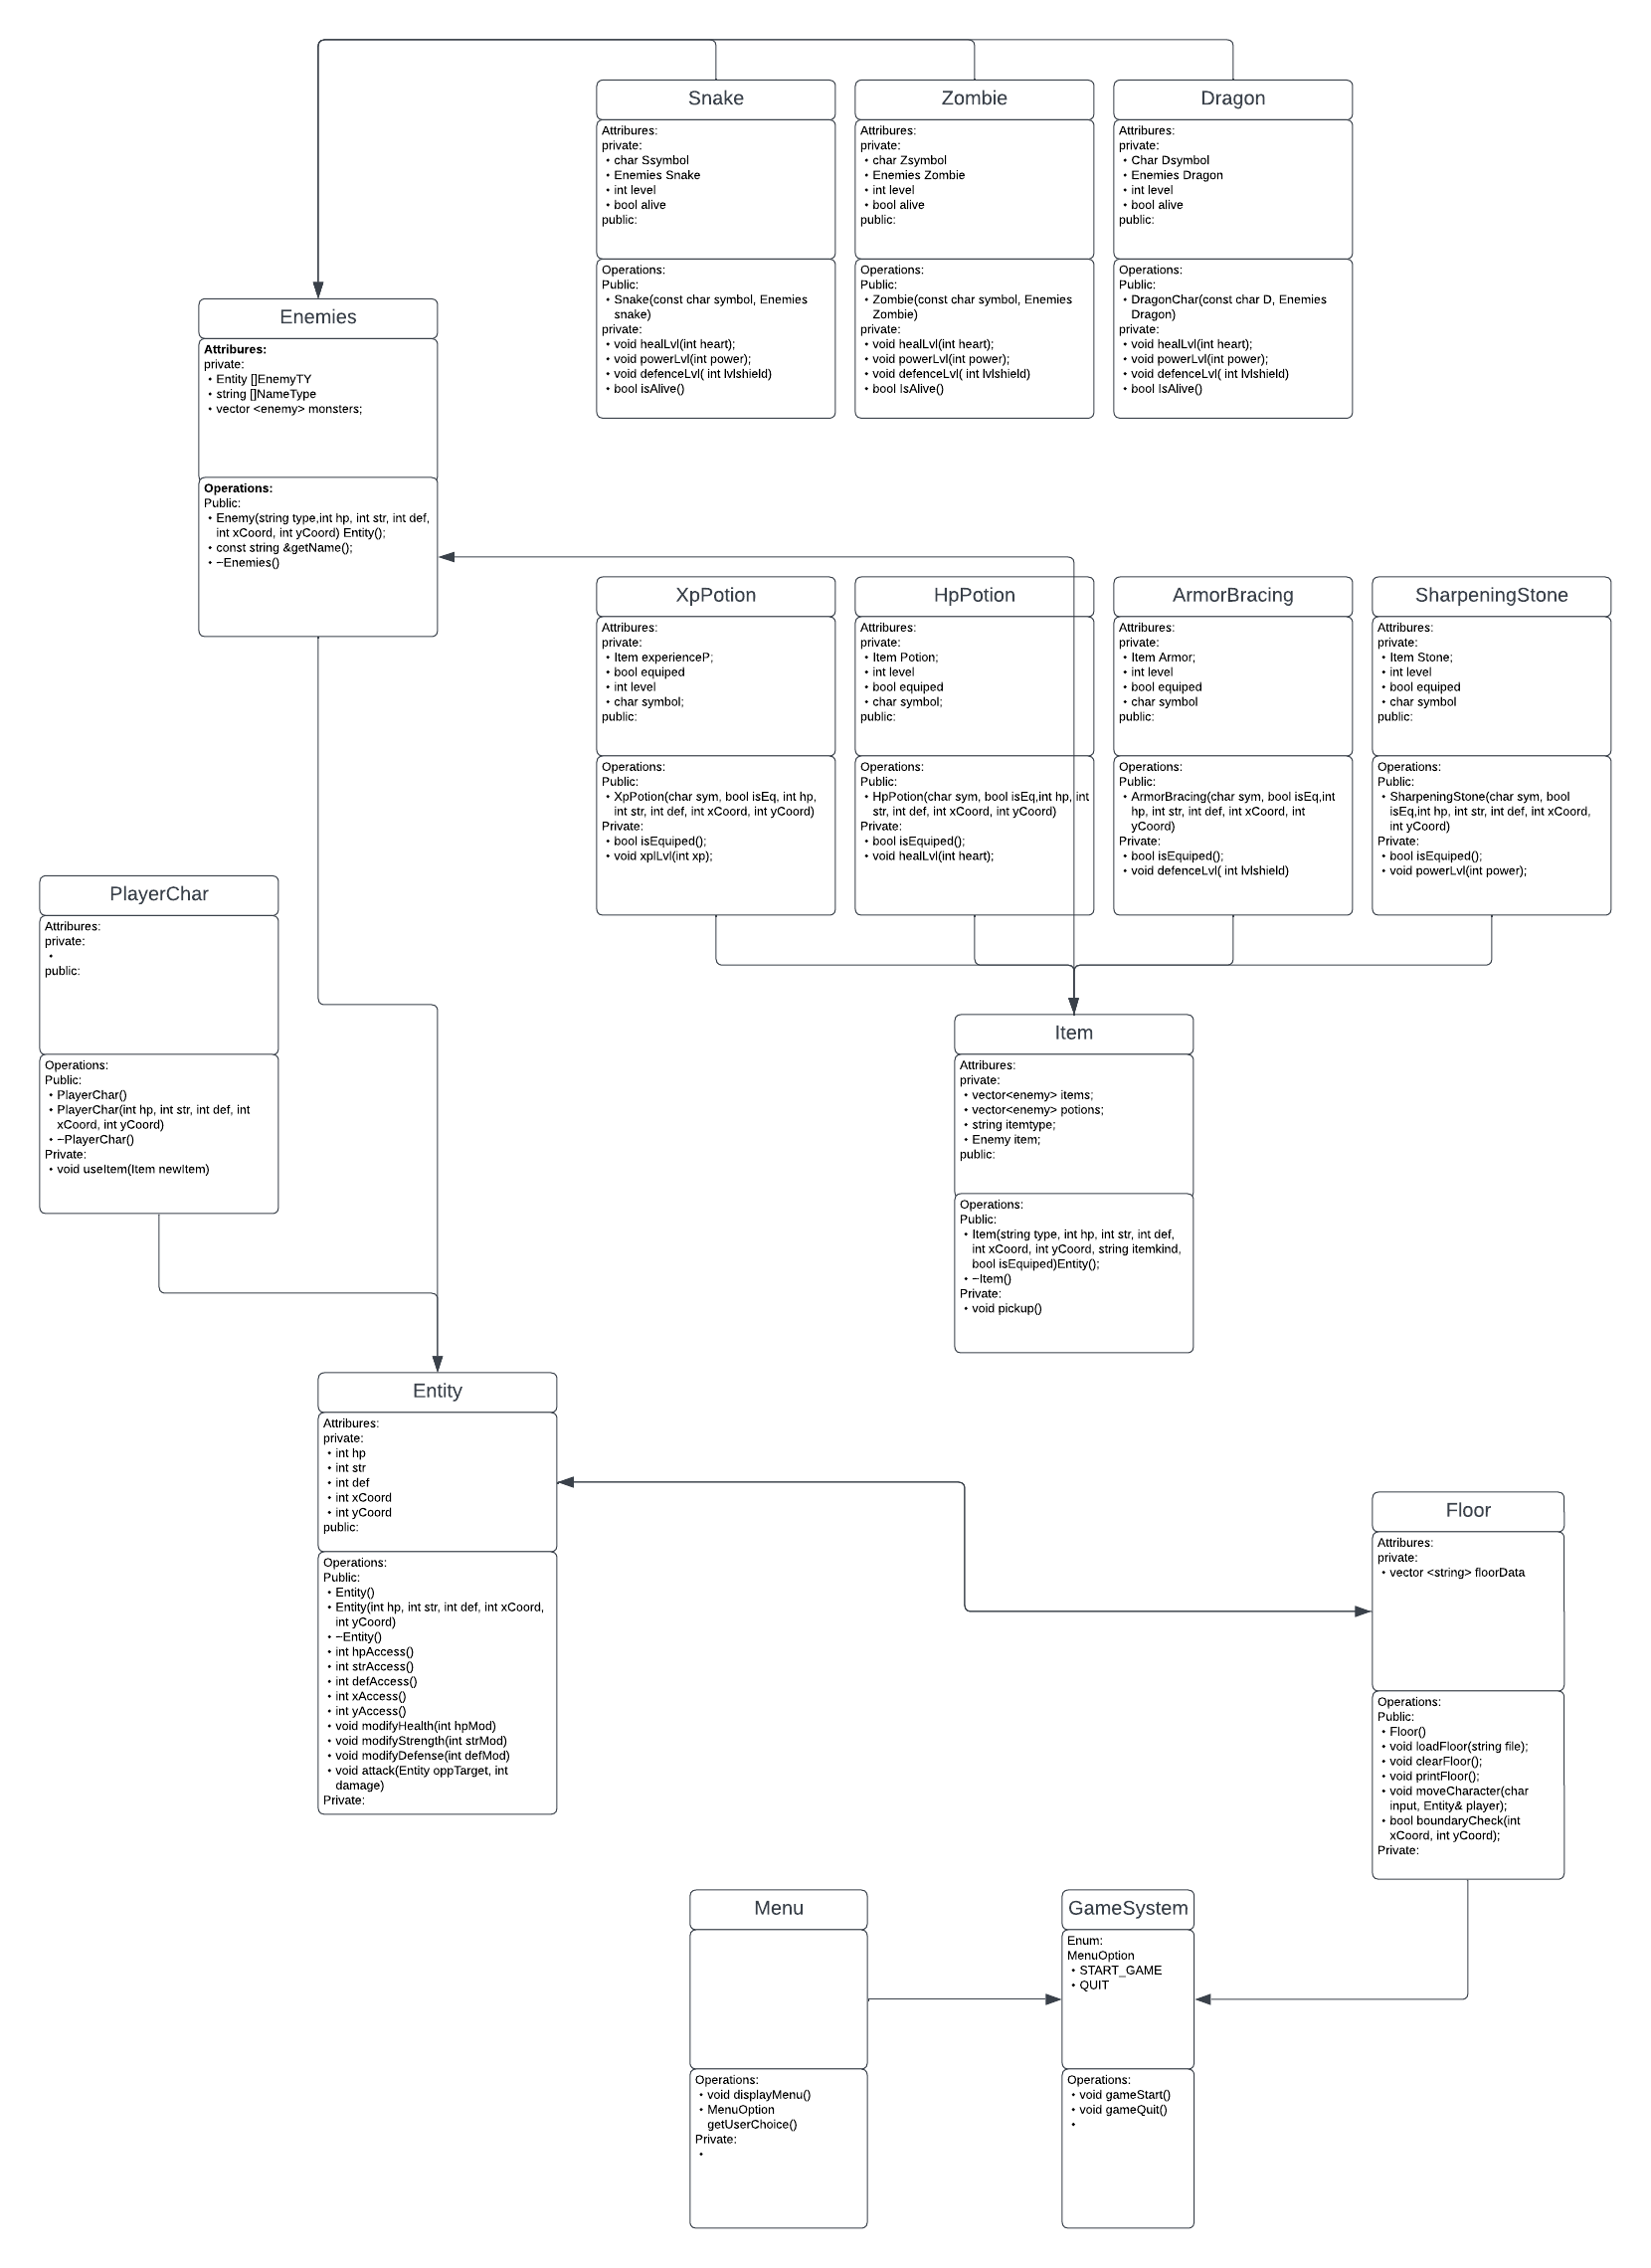 Snake
Attribures:
private:
• char Ssymbol
• Enemies Snake
• int level
• bool alive
public:
Operations:
Public:
• Snake(const char symbol, Enemies
snake)
private:
• void healLvl(int heart);
• void powerLvl(int power);
• void defenceLvl( int lvlshield)
• bool isAlive()
Zombie
Attribures:
private:
• char Zsymbol
• Enemies Zombie
• int level
• bool alive
public:
Operations:
Public:
• Zombie(const char symbol, Enemies
Zombie)
private:
• void healLvl(int heart);
• void powerLvl(int power);
• void defenceLvl( int lvlshield)
• bool IsAlive()
Dragon
Attribures:
private:
• Char Dsymbol
• Enemies Dragon
• int level
• bool alive
public:
Operations:
Public:
• DragonChar(const char D, Enemies
Dragon)
private:
• void healLvl(int heart);
• void powerLvl(int power);
• void defenceLvl( int lvlshield)
• bool IsAlive()
Enemies
Attribures:
private:
• Entity []EnemyTY
• string []NameType
• vector <enemy> monsters;
Operations:
Public:
• Enemy(string type,int hp, int str, int def,
int xCoord, int yCoord) Entity();
• const string &getName();
• ~Enemies()
XpPotion
Attribures:
private:
• Item experienceP;
• bool equiped
• int level
• char symbol;
public:
Operations:
Public:
• XpPotion(char sym, bool isEq, int hp,
int str, int def, int xCoord, int yCoord)
Private:
• bool isEquiped();
• void xplLvl(int xp);
HpPotion
Attribures:
private:
• Item Potion;
• int level
• bool equiped
• char symbol;
public:
Operations:
Public:
• HpPotion(char sym, bool isEq,int hp, int
str, int def, int xCoord, int yCoord)
Private:
• bool isEquiped();
• void healLvl(int heart);
ArmorBracing
Attribures:
private:
• Item Armor;
• int level
• bool equiped
• char symbol
public:
Operations:
Public:
• ArmorBracing(char sym, bool isEq,int
hp, int str, int def, int xCoord, int
yCoord)
Private:
• bool isEquiped();
• void defenceLvl( int lvlshield)
SharpeningStone
Attribures:
private:
• Item Stone;
• int level
• bool equiped
• char symbol
public:
Operations:
Public:
• SharpeningStone(char sym, bool
isEq,int hp, int str, int def, int xCoord,
int yCoord)
Private:
• bool isEquiped();
• void powerLvl(int power);
PlayerChar
Attribures:
private:
•
public:
Operations:
Public:
• PlayerChar()
• PlayerChar(int hp, int str, int def, int
xCoord, int yCoord)
• ~PlayerChar()
Private:
• void useItem(Item newItem)
Item
Attribures:
private:
• vector<enemy> items;
• vector<enemy> potions;
• string itemtype;
• Enemy item;
public:
Operations:
Public:
• Item(string type, int hp, int str, int def,
int xCoord, int yCoord, string itemkind,
bool isEquiped)Entity();
• ~Item()
Private:
• void pickup()
Entity
Attribures:
private:
• int hp
• int str
• int def
• int xCoord
• int yCoord
public:
Operations:
Public:
• Entity()
• Entity(int hp, int str, int def, int xCoord,
int yCoord)
• ~Entity()
• int hpAccess()
• int strAccess()
• int defAccess()
• int xAccess()
• int yAccess()
• void modifyHealth(int hpMod)
• void modifyStrength(int strMod)
• void modifyDefense(int defMod)
• void attack(Entity oppTarget, int
damage)
Private:
Floor
Attribures:
private:
• vector <string> floorData
Operations:
Public:
• Floor()
• void loadFloor(string file);
• void clearFloor();
• void printFloor();
• void moveCharacter(char
input, Entity& player);
• bool boundaryCheck(int
xCoord, int yCoord);
Private:
Menu
Operations:
• void displayMenu()
• MenuOption
getUserChoice()
Private:
•
GameSystem
Enum:
MenuOption
• START_GAME
• QUIT
Operations:
• void gameStart()
• void gameQuit()
•